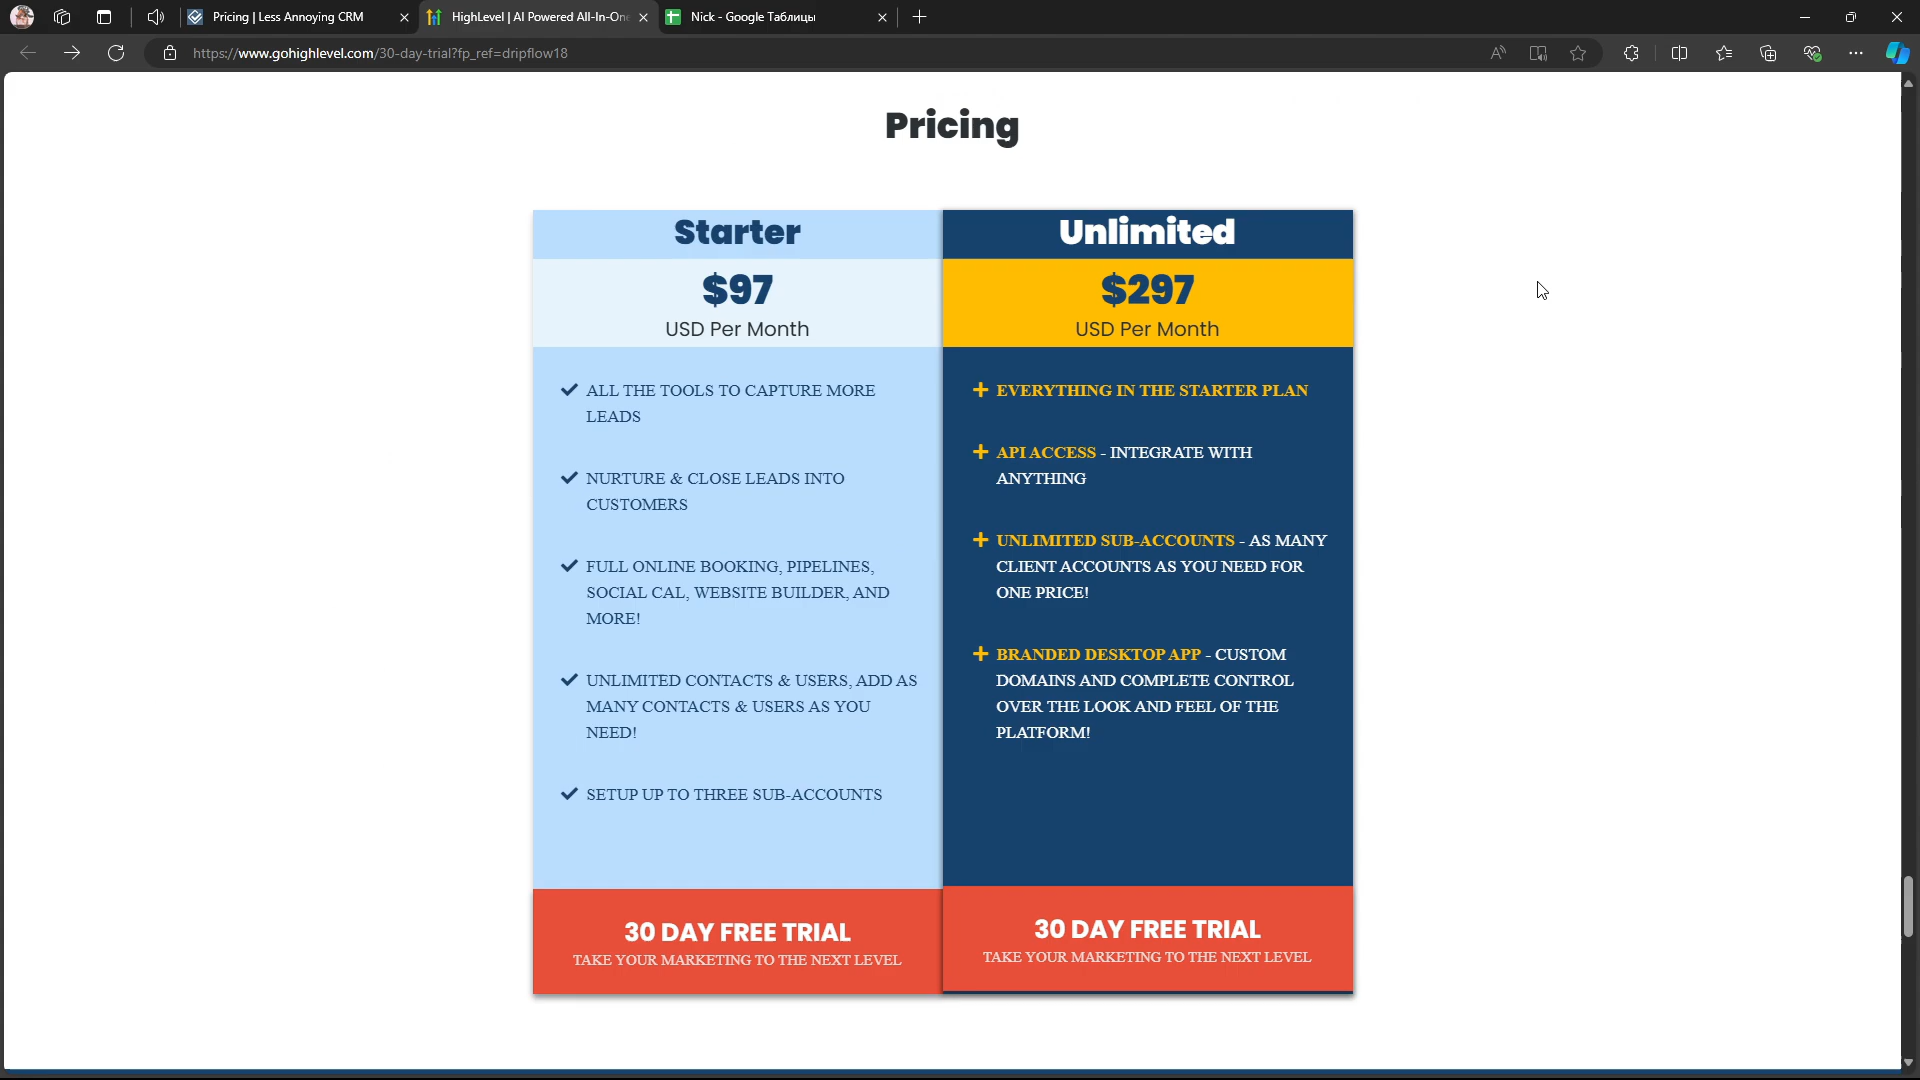 Pricing | Less Annoying CRM
HighLevel | AI Powered All-In-One
Nick - Google Таблицы
https://www.gohighlevel.com/30-day-trial?fp_ref=dripflow18
Pricing
Starter
$97
USD Per Month
ALL THE TOOLS TO CAPTURE MORE
LEADS
NURTURE & CLOSE LEADS INTO
CUSTOMERS
FULL ONLINE BOOKING, PIPELINES,
SOCIAL CAL, WEBSITE BUILDER, AND
MORE!
UNLIMITED CONTACTS & USERS, ADD AS
MANY CONTACTS & USERS AS YOU
NEED!
SETUP UP TO THREE SUB-ACCOUNTS
30 DAY FREE TRIAL
TAKE YOUR MARKETING TO THE NEXT LEVEL
Unlimited
$297
USD Per Month
EVERYTHING IN THE STARTER PLAN
API ACCESS - INTEGRATE WITH
ANYTHING
UNLIMITED SUB-ACCOUNTS - AS MANY
CLIENT ACCOUNTS AS YOU NEED FOR
ONE PRICE!
BRANDED DESKTOP APP - CUSTOM
DOMAINS AND COMPLETE CONTROL
OVER THE LOOK AND FEEL OF THE
PLATFORM!
30 DAY FREE TRIAL
TAKE YOUR MARKETING TO THE NEXT LEVEL